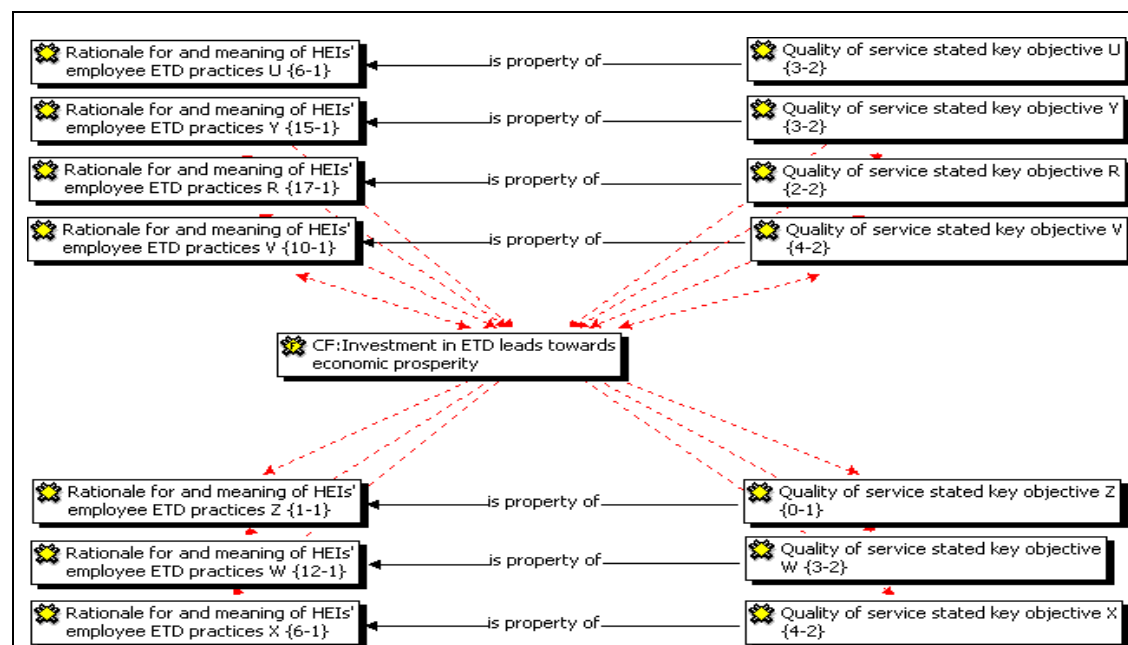 Rationale for and meaning of HEIs'
employee ETD practices U {6-1}
is property of
Quality of service stated key objective U
{3-2}
Rationale for and meaning of HEIs'
employee ETD practices Y {15-1}
is property of
Quality of service stated key objective Y
{3-2}
Rationale for and meaning of HEIs'
employee ETD practices R {17-1}
is property of
Quality of service stated key objective R
{2-2}
Rationale for and meaning of HEIs'
employee ETD practices V {10-1}
is property of
Quality of service stated key objective V
{4-2}
CF:Investment in ETD leads towards
economic prosperity
Rationale for and meaning of HEIs'
employee ETD practices Z {1-1}
is property of
Quality of service stated key objective Z
{0-1}
Rationale for and meaning of HEIs'
employee ETD practices W {12-1}
is property of
Quality of service stated key objective
W {3-2}
Rationale for and meaning of HEIs'
employee ETD practices X {6-1}
is property of
Quality of service stated key objective X
{4-2}